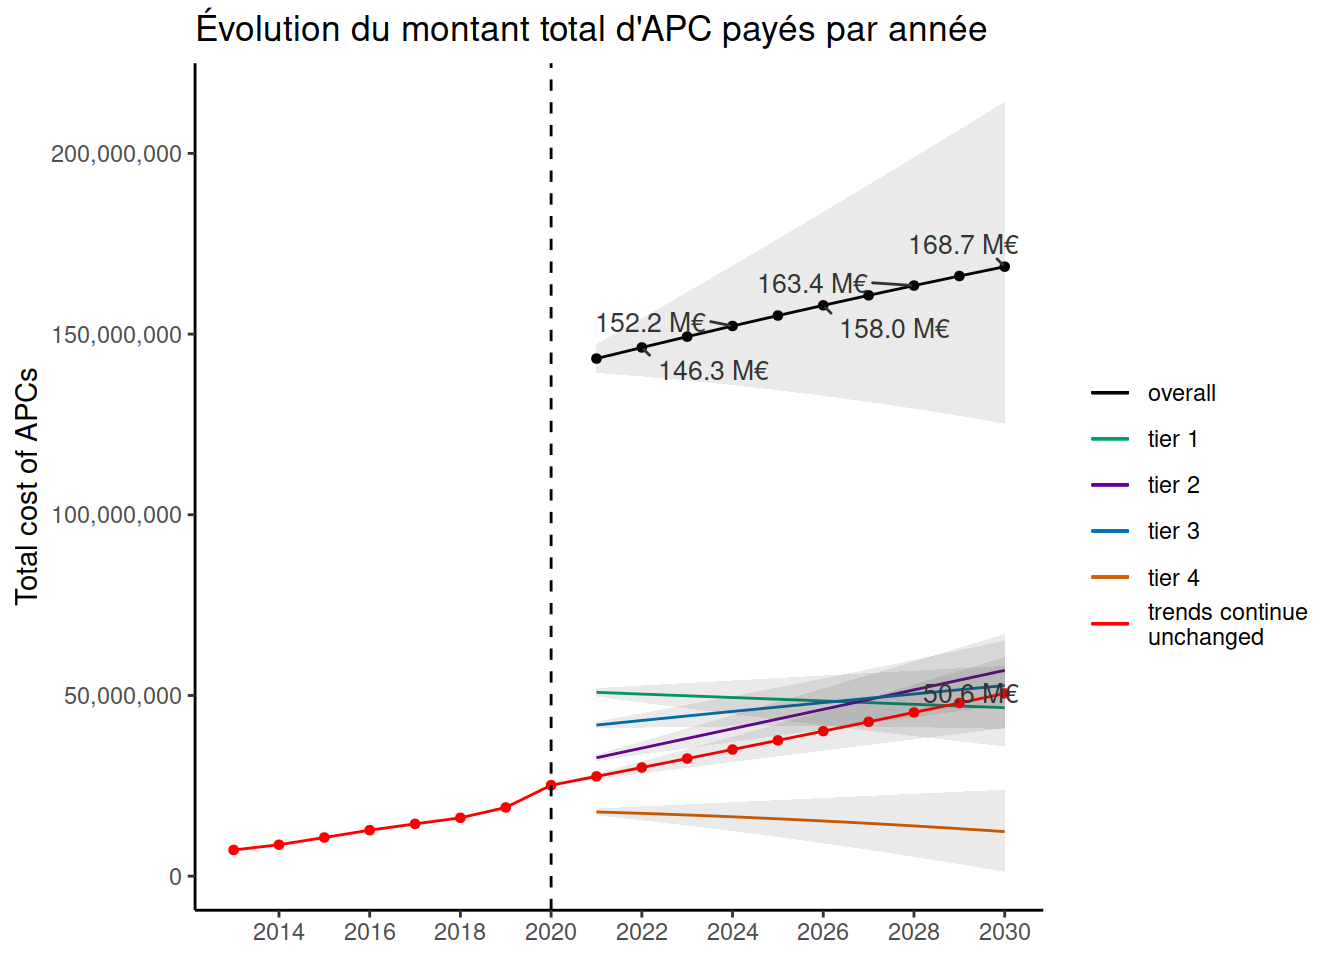 Évolution du montant total d'APC payés par année
Total cost of APCs
200,000,000
150,000,000
100,000,000
50,000,000
0
2014
2016
2018
2020
2022
2024
2026
2028
2030
168.7 M€
163.4 M€
152.2 M€
158.0 M€
146.3 M€
50.6 M€
overall
tier 1
tier 2
tier 3
tier 4
trends continue
unchanged